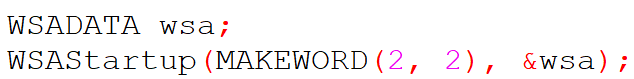 WSADATA wsa;
WSAStartup(MAKEWORD(2, 2), &wsa);